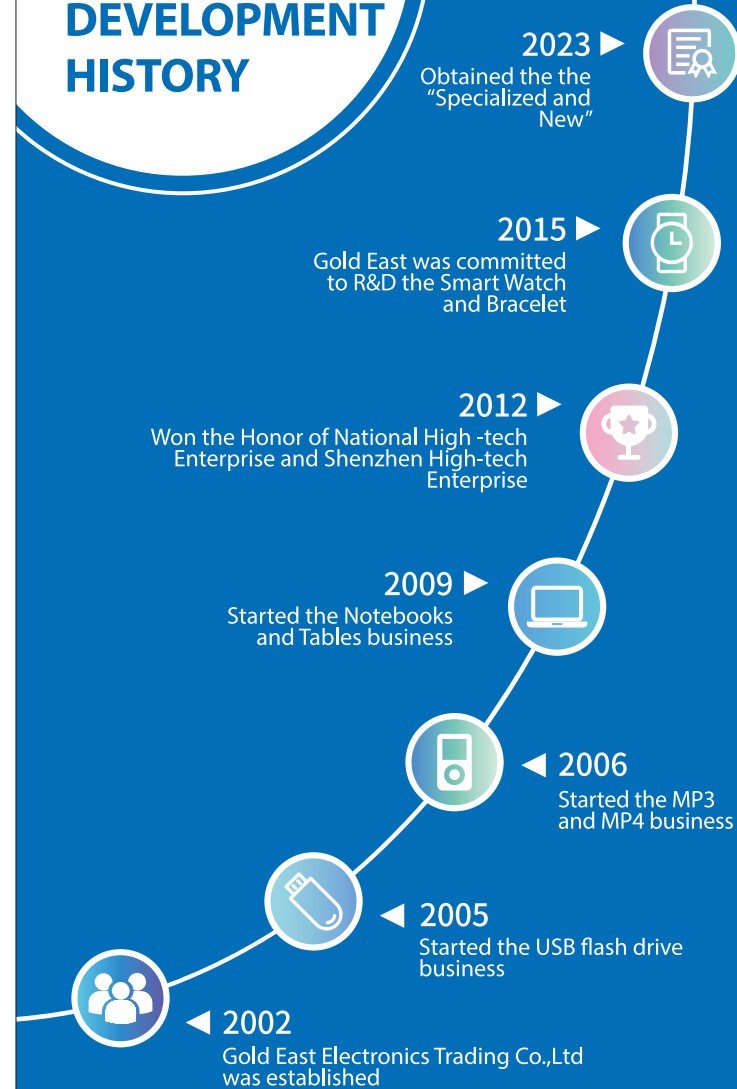 DEVELOPMENT
HISTORY
2023
Obtained the the
“Specialized and
New”
2015
Gold East was committed
to R&D the Smart Watch
and Bracelet
2012
Won the Honor of National High -tech
Enterprise and Shenzhen High-tech
Enterprise
2009
Started the Notebooks
and Tables business
2006
Started the MP3
and MP4 business
2005
Started the USB flash drive
business
2002
Gold East Electronics Trading Co.,Ltd
was established